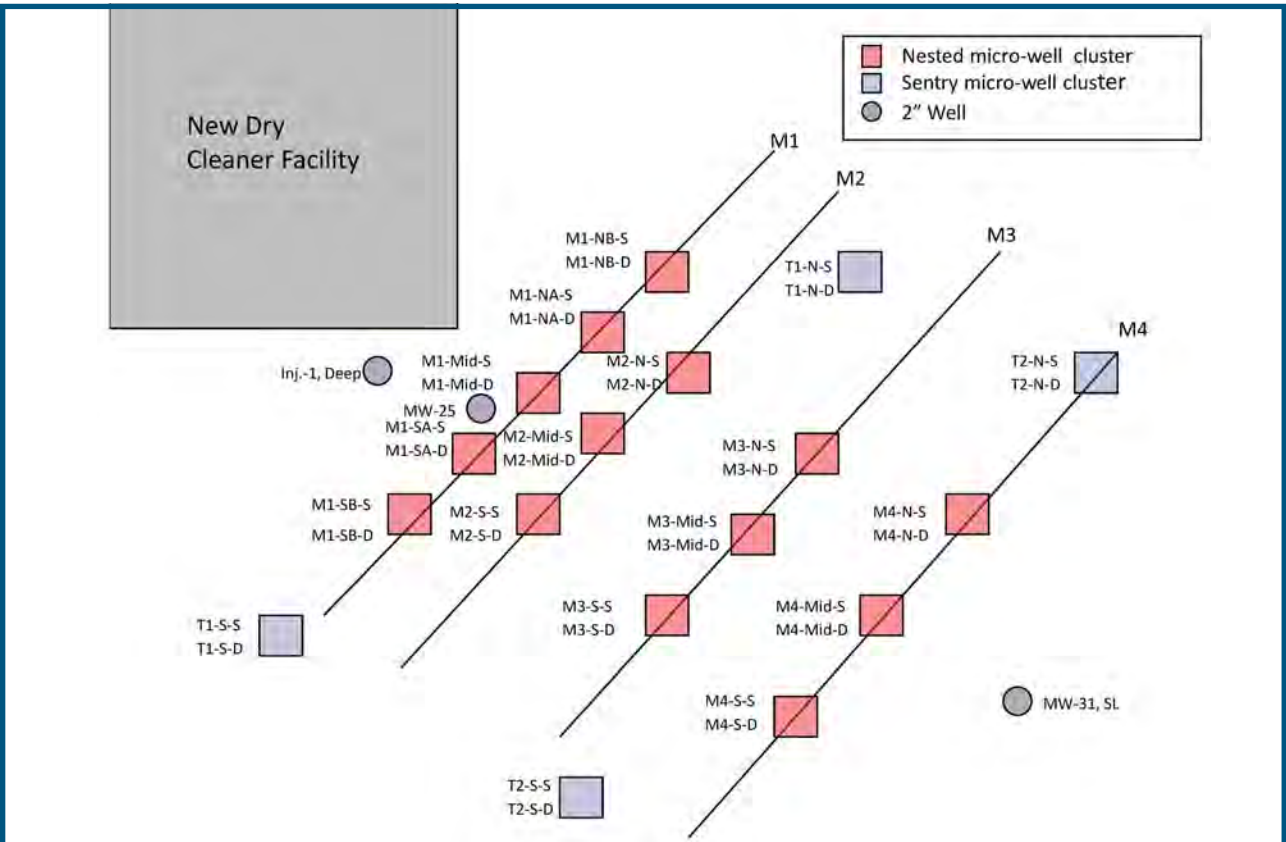 Nested micro-well cluster
Sentry micro-well cluster
2" Well
New Dry
Cleaner Facility
M1
M2
M3
M4
M1-NB-S
M1-NB-D
T1-N-S
T1-N-D
M1-NA-S
M1-NA-D
Inj.-1, Deep
M1-Mid-S
M1-Mid-D
M2-N-S
M2-N-D
T2-N-S
T2-N-D
MW-25
M1-SA-S
M1-SA-D
M2-Mid-S
M2-Mid-D
M3-N-S
M3-N-D
M1-SB-S
M1-SB-D
M2-S-S
M2-S-D
M3-Mid-S
M3-Mid-D
M4-N-S
M4-N-D
T1-S-S
T1-S-D
M3-S-S
M3-S-D
M4-Mid-S
M4-Mid-D
M4-S-S
M4-S-D
MW-31, SL
T2-S-S
T2-S-D